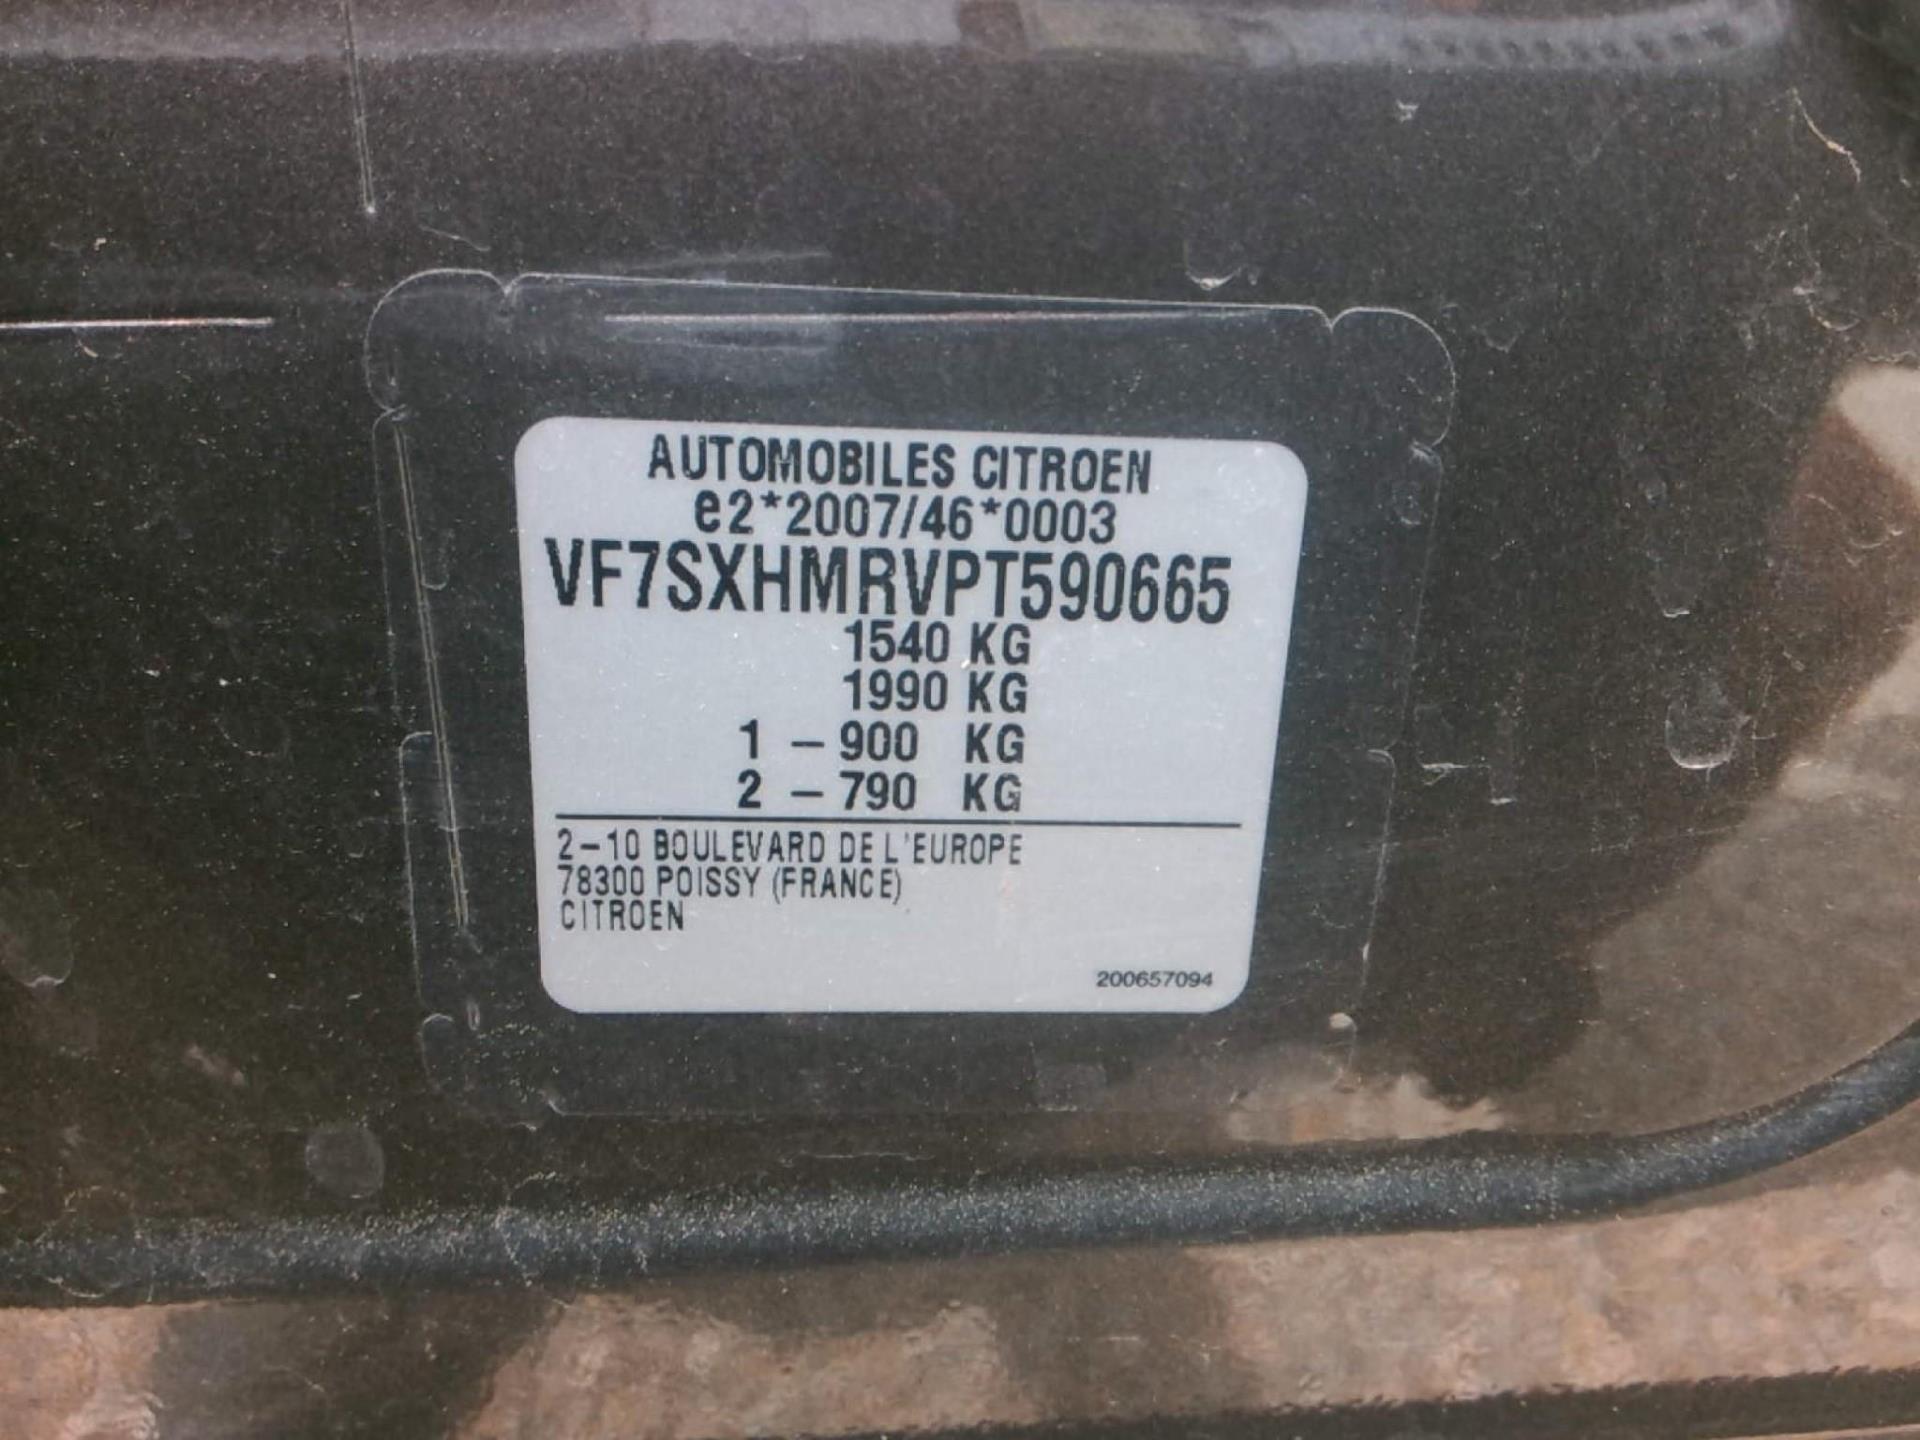 AUTOMOBILES CITROEN
e2*2007/46*0003
VF7SXHMRVPT590665
1540 KG
1990 KG
1 – 900 KG
2 – 790 KG
2–10 BOULEVARD DE L'EUROPE
78300 POISSY (FRANCE)
CITROEN
200657094